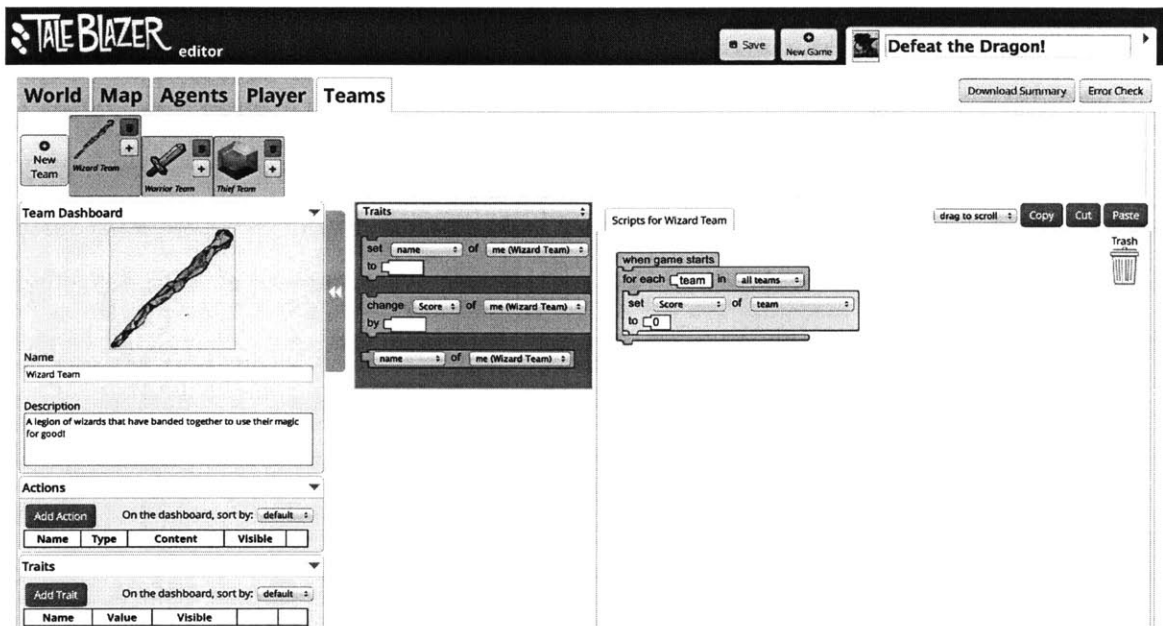 TALEBLAZER editor
Save
New Game
Defeat the Dragon!
World Map Agents Player Teams
Download Summary Error Check
New Team
Wizard Team
Warrior Team
Thief Team
Team Dashboard
Name
Wizard Team
Description
A legion of wizards that have banded together to use their magic
for good!
Actions
Add Action On the dashboard, sort by: default
Name Type Content Visible
Traits
Add Trait On the dashboard, sort by: default
Name Value Visible
Traits
set name of me (Wizard Team)
to
change Score of me (Wizard Team)
by
name of me (Wizard Team)
Scripts for Wizard Team
drag to scroll Copy Cut Paste
Trash
when game starts
for each team in all teams
set Score of team
to 0